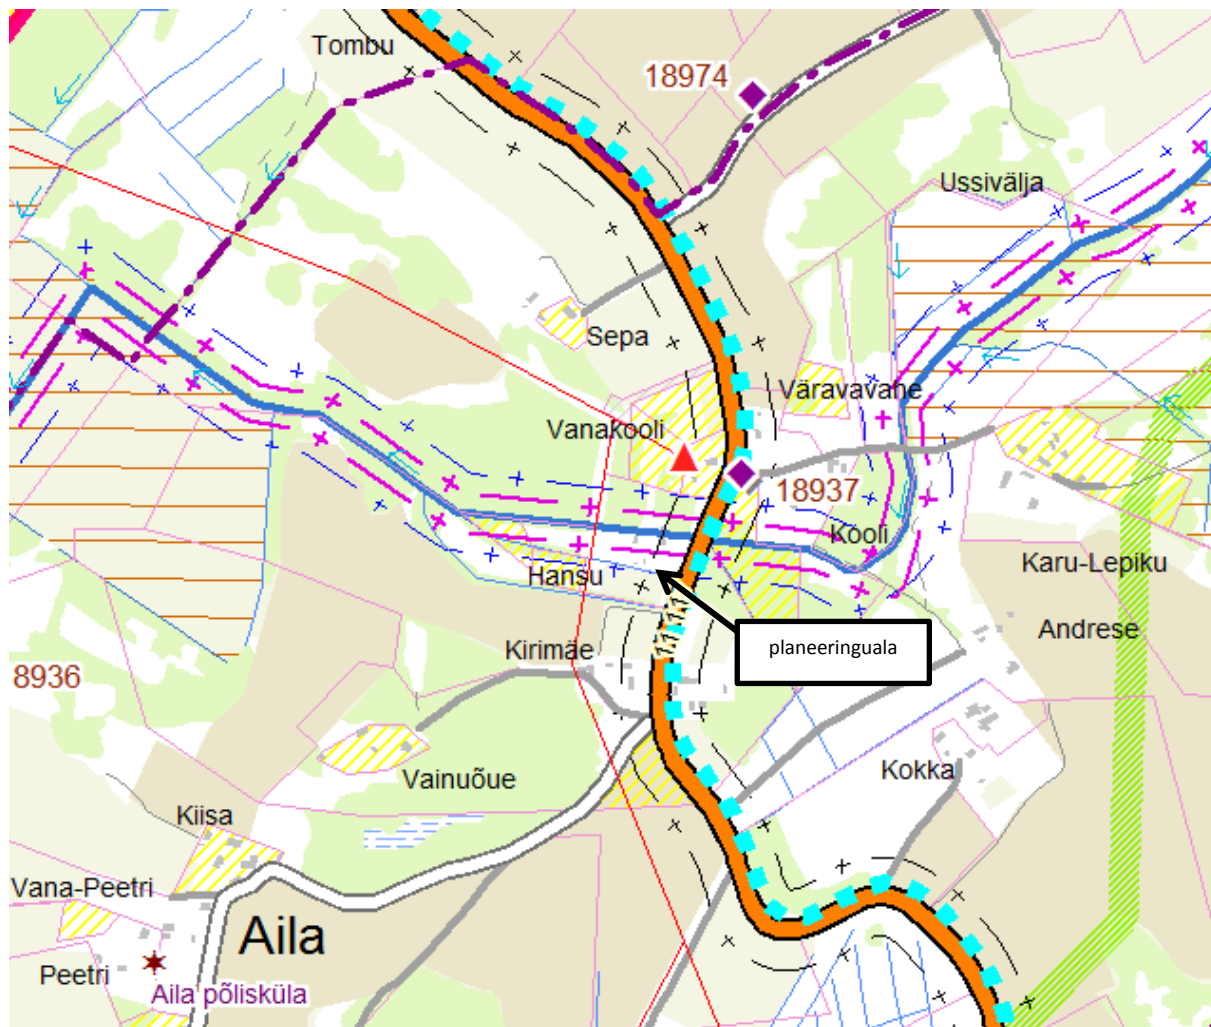 Tombu
18974
Ussivälja
Sepa
Väravavahe
Vanakooli
18937
Kooli
Hansu
Karu-Lepiku
Andrese
planeeringuala
Kirimäe
8936
Vainuõue
Kokka
Kiisa
Vana-Peetri
Aila
Peetri
Aila põlisküla